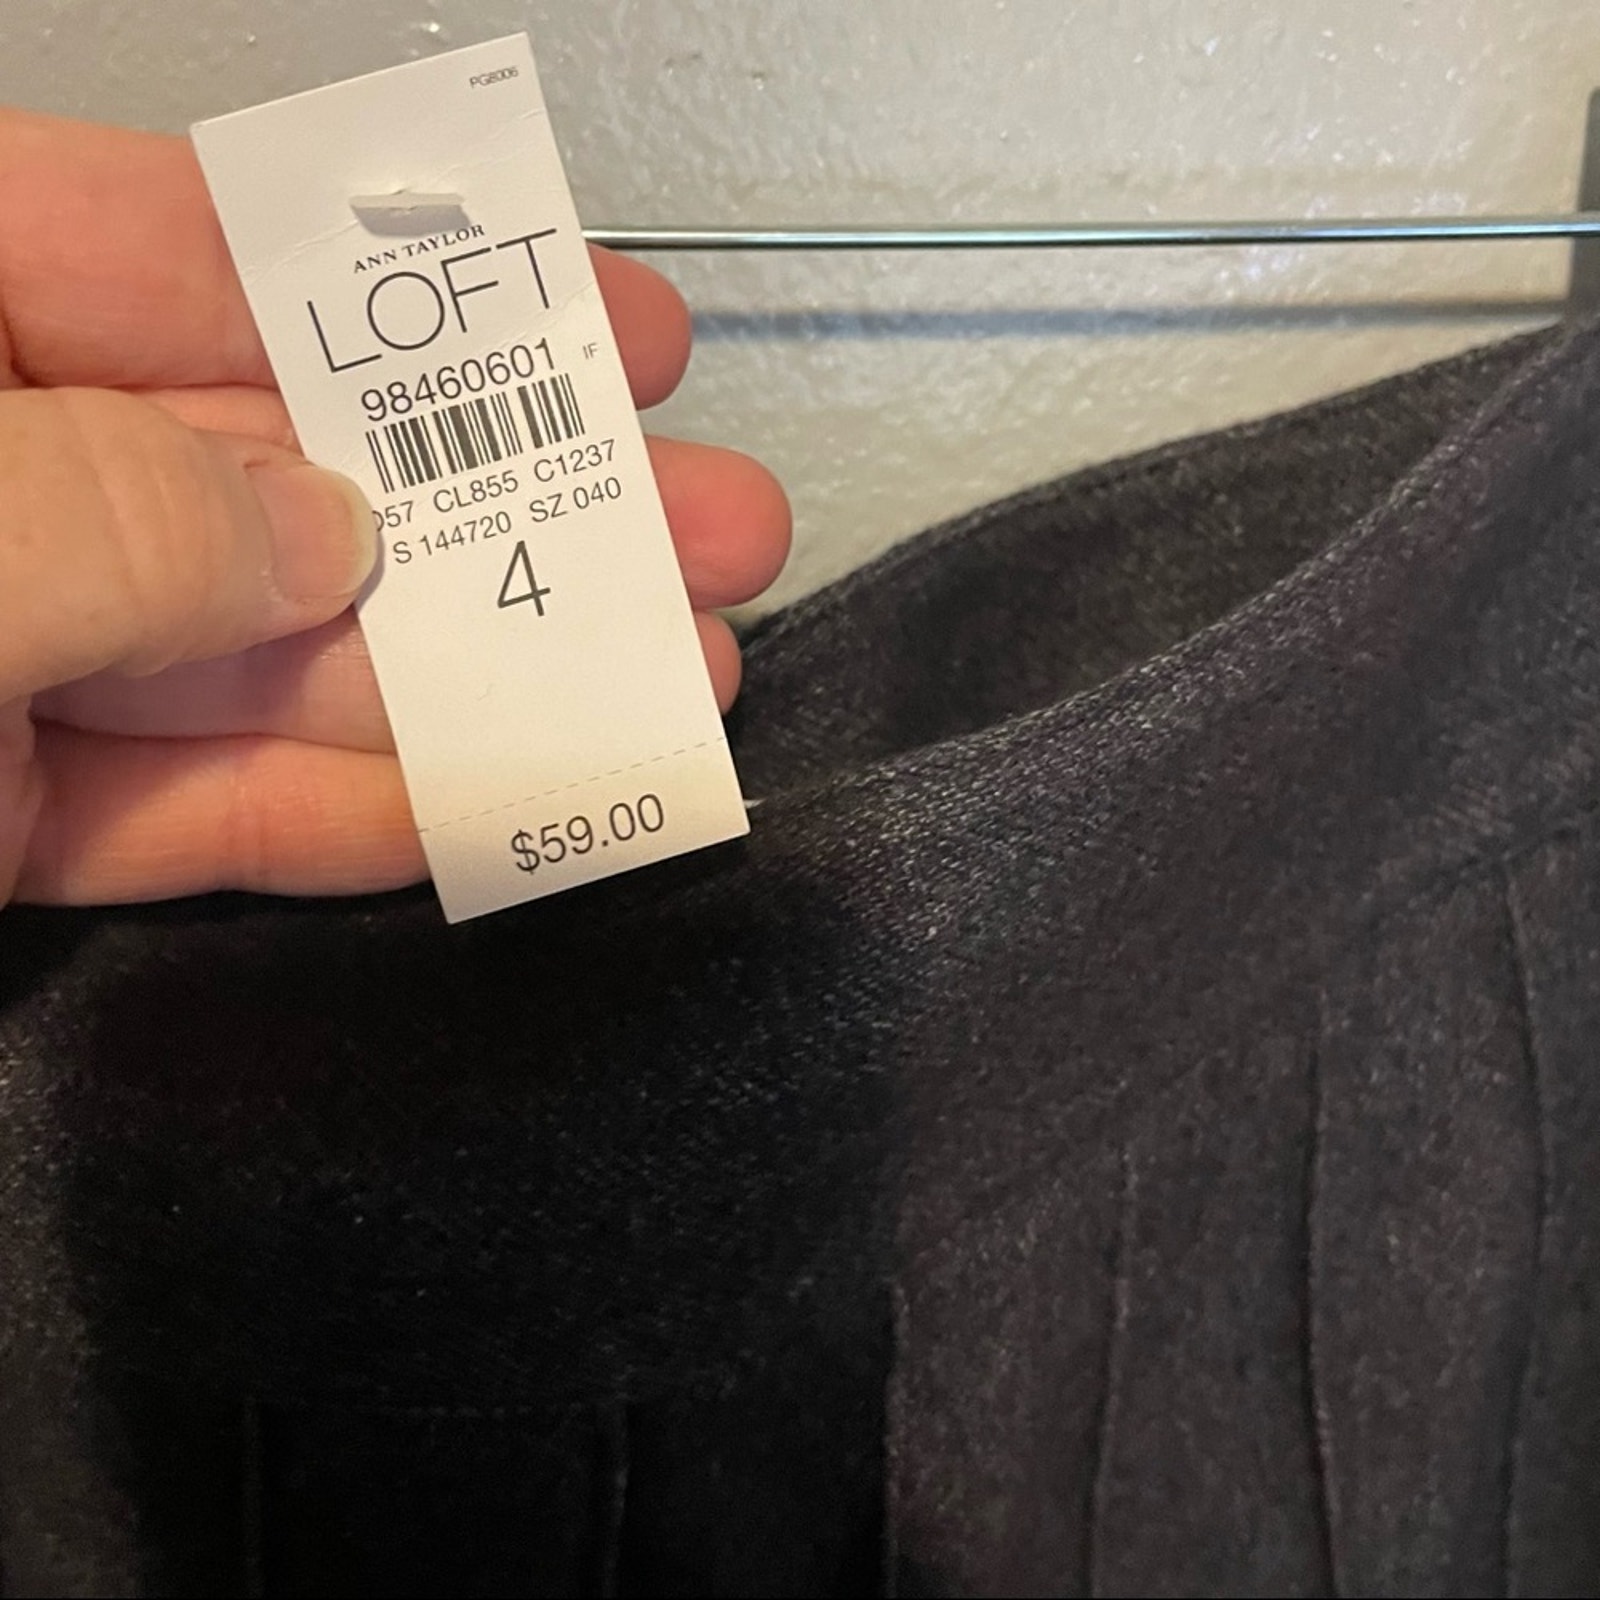 PG8006
ANN TAYLOR
LOFT
98460601 IF
D57 CL855 C1237
S 144720 SZ 040
4
$59.00